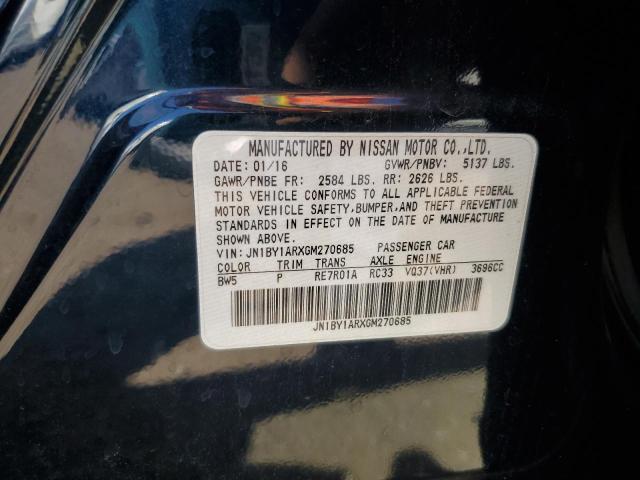 MANUFACTURED BY NISSAN MOTOR CO.,LTD.
DATE: 01/16 GVWR/PNBV: 5137 LBS.
GAWR/PNBE FR: 2584 LBS. RR: 2626 LBS.
THIS VEHICLE CONFORMS TO ALL APPLICABLE FEDERAL
MOTOR VEHICLE SAFETY,BUMPER,AND THEFT PREVENTION
STANDARDS IN EFFECT ON THE DATE OF MANUFACTURE
SHOWN ABOVE.
VIN: JN1BY1ARXGM270685 PASSENGER CAR
COLOR TRIM TRANS AXLE ENGINE
BW5 P RE7R01A RC33 VQ37(VHR) 3696CC
JN1BY1ARXGM270685